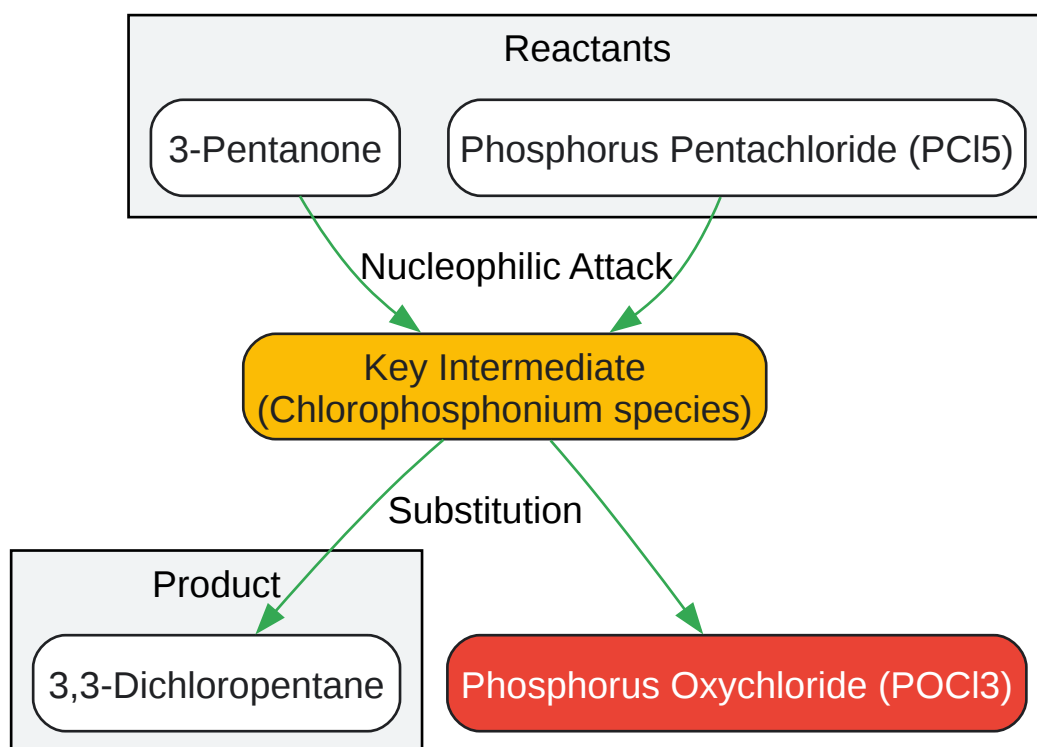 Reactants
3-Pentanone
Phosphorus Pentachloride (PCl5)
Nucleophilic Attack
Key Intermediate
(Chlorophosphonium species)
Substitution
Product
3,3-Dichloropentane
Phosphorus Oxychloride (POCl3)